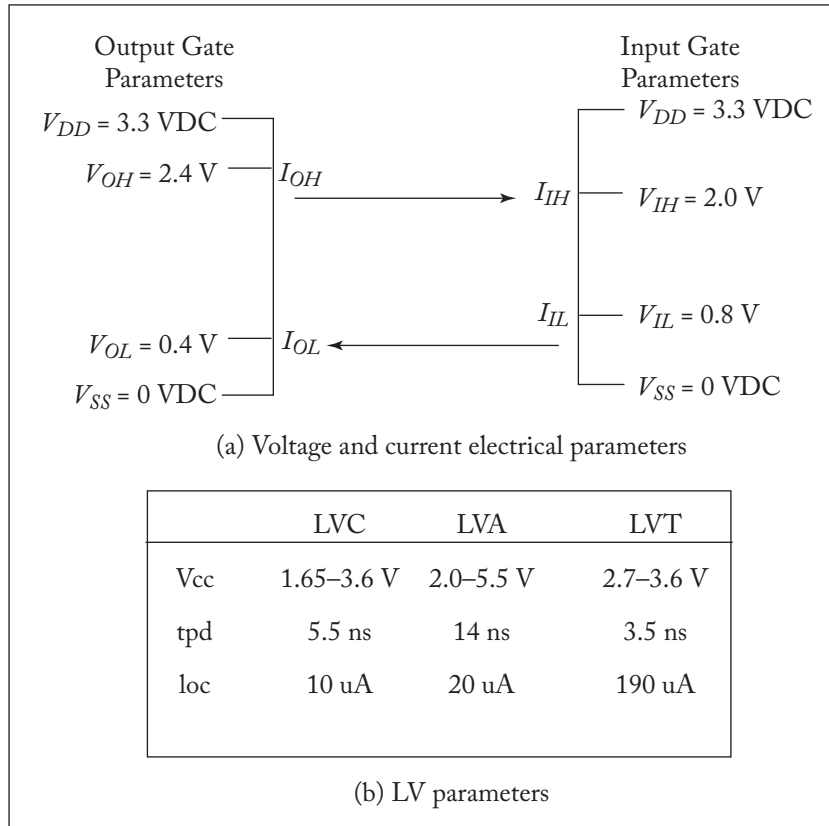 Output Gate
Parameters
V_DD = 3.3 VDC
V_OH = 2.4 V
I_OH
V_OL = 0.4 V
I_OL
V_SS = 0 VDC
Input Gate
Parameters
V_DD = 3.3 VDC
I_IH
V_IH = 2.0 V
I_IL
V_IL = 0.8 V
V_SS = 0 VDC
(a) Voltage and current electrical parameters
LVC LVA LVT
Vcc 1.65–3.6 V 2.0–5.5 V 2.7–3.6 V
tpd 5.5 ns 14 ns 3.5 ns
loc 10 uA 20 uA 190 uA
(b) LV parameters